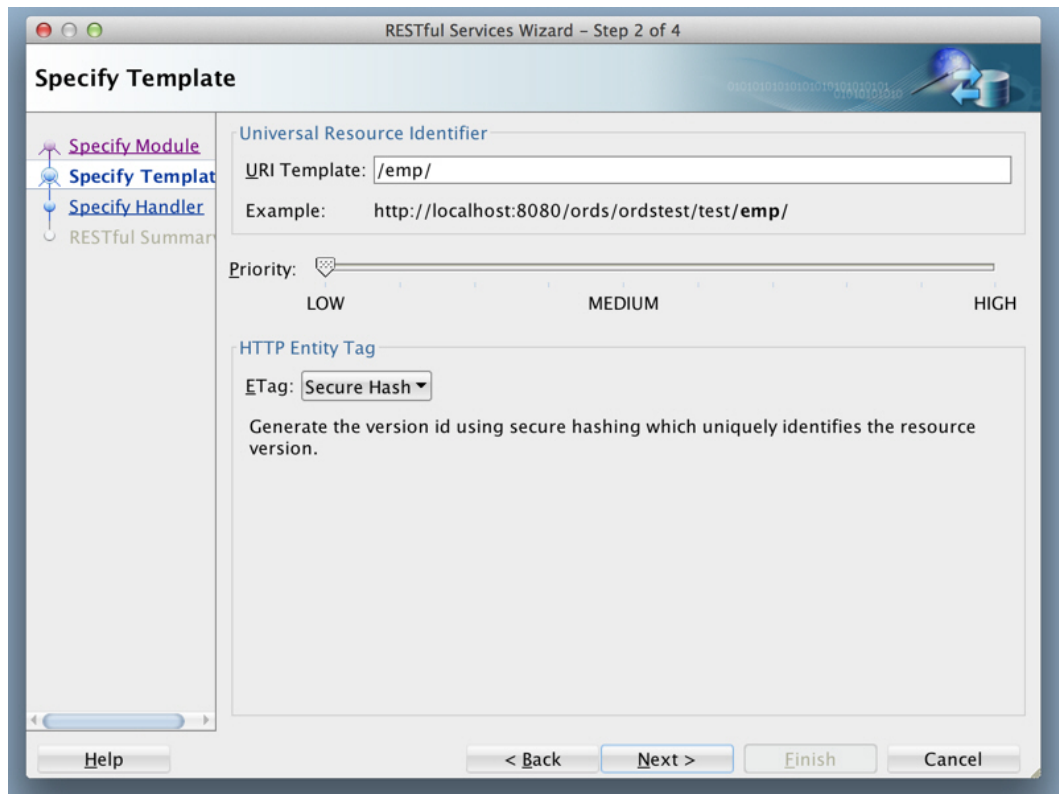 RESTful Services Wizard – Step 2 of 4
Specify Template
Specify Module
Specify Templat
Specify Handler
RESTful Summar
Universal Resource Identifier
URI Template: /emp/
Example: http://localhost:8080/ords/ordstest/test/emp/
Priority:
LOW MEDIUM HIGH
HTTP Entity Tag
ETag: Secure Hash
Generate the version id using secure hashing which uniquely identifies the resource
version.
Help < Back Next > Finish Cancel